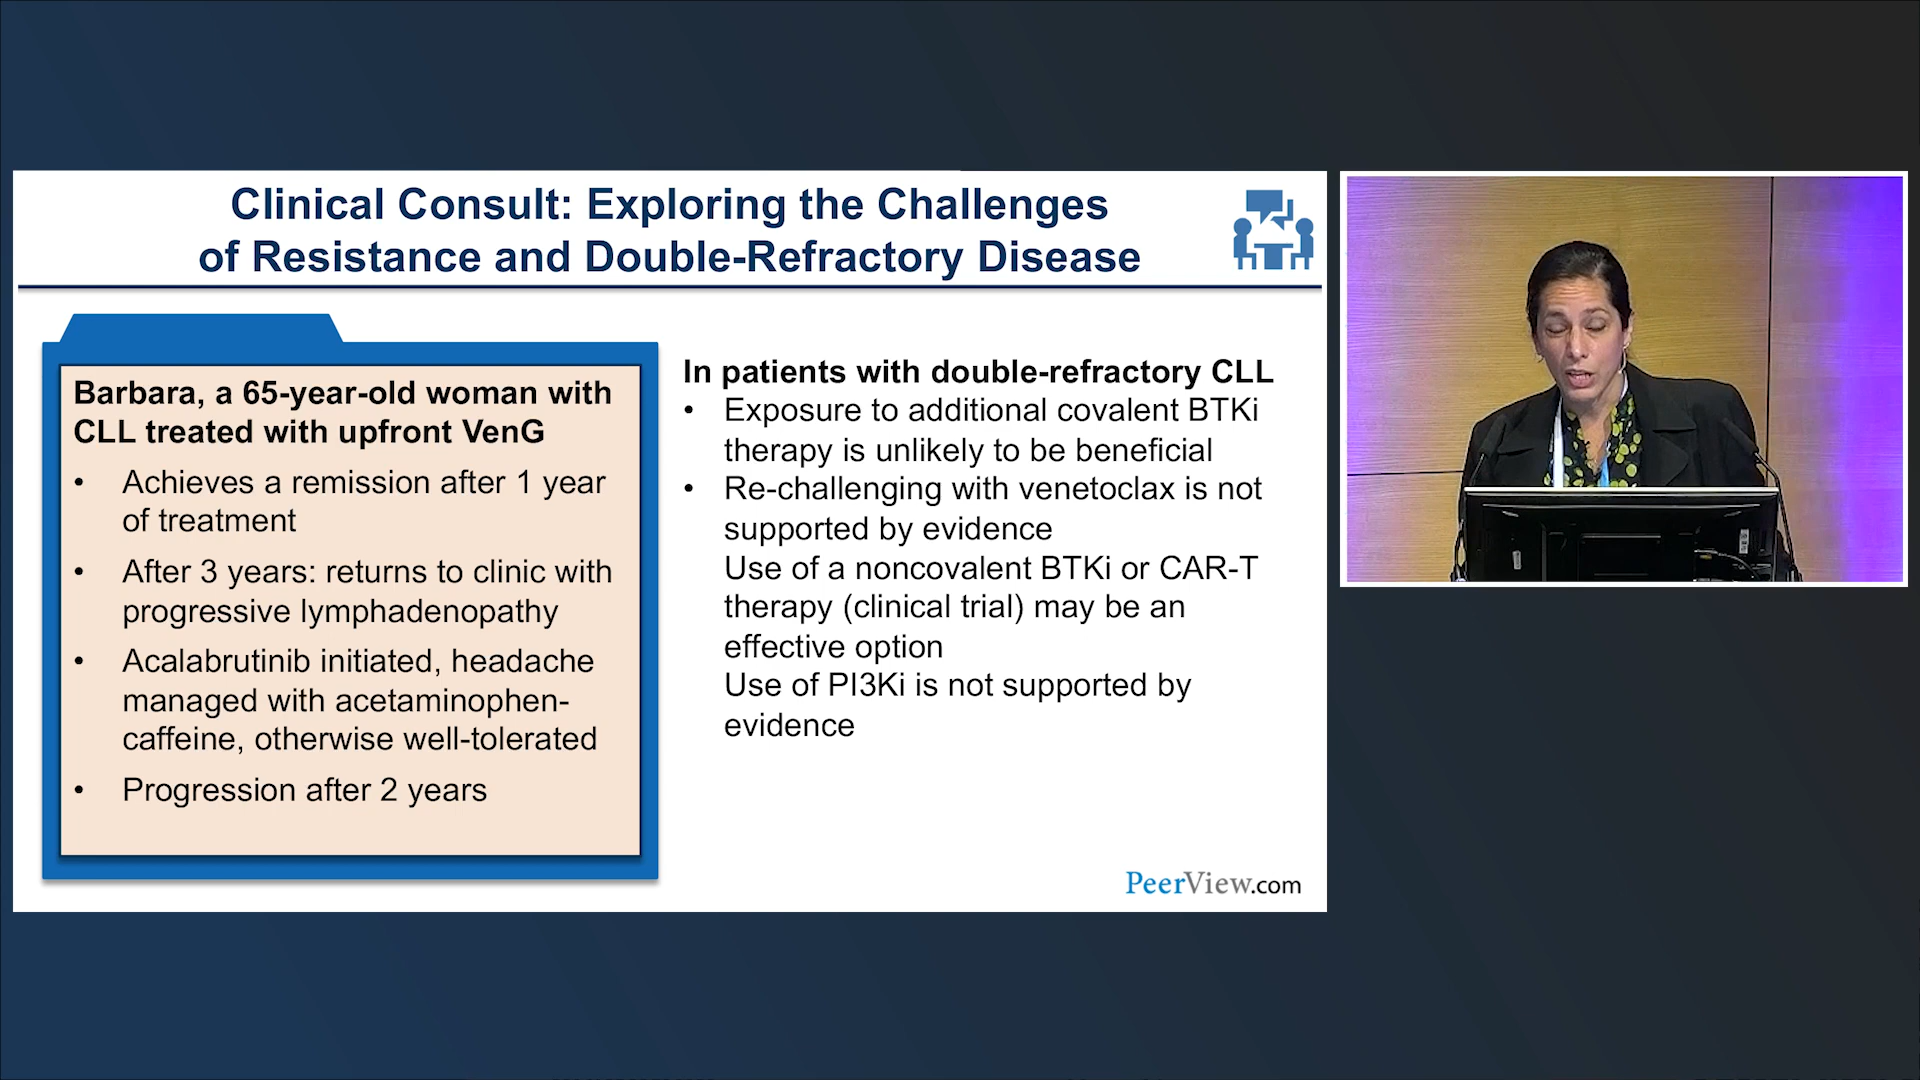 Clinical Consult: Exploring the Challenges
of Resistance and Double-Refractory Disease
Barbara, a 65-year-old woman with
CLL treated with upfront VenG
• Achieves a remission after 1 year
of treatment
• After 3 years: returns to clinic with
progressive lymphadenopathy
• Acalabrutinib initiated, headache
managed with acetaminophen-
caffeine, otherwise well-tolerated
• Progression after 2 years
In patients with double-refractory CLL
• Exposure to additional covalent BTKi
therapy is unlikely to be beneficial
• Re-challenging with venetoclax is not
supported by evidence
Use of a noncovalent BTKi or CAR-T
therapy (clinical trial) may be an
effective option
Use of PI3Ki is not supported by
evidence
PeerView.com